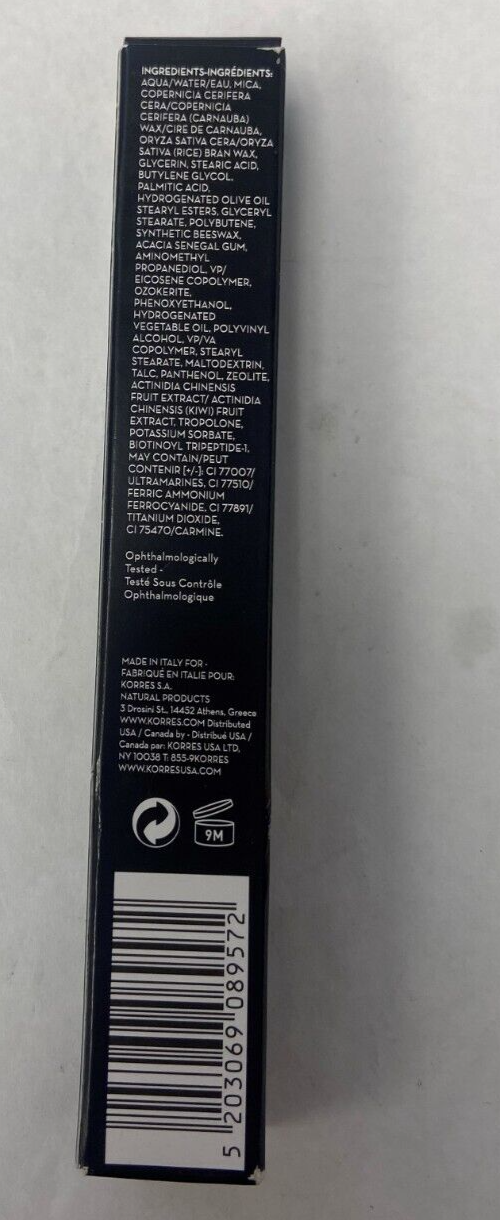 INGREDIENTS-INGRÉDIENTS:
AQUA/WATER/EAU, MICA,
COPERNICIA CERIFERA
CERA/COPERNICIA
CERIFERA (CARNAUBA)
WAX/CIRE DE CARNAUBA,
ORYZA SATIVA CERA/ORYZA
SATIVA (RICE) BRAN WAX,
GLYCERIN, STEARIC ACID,
BUTYLENE GLYCOL,
PALMITIC ACID,
HYDROGENATED OLIVE OIL
STEARYL ESTERS, GLYCERYL
STEARATE, POLYBUTENE,
SYNTHETIC BEESWAX,
ACACIA SENEGAL GUM,
AMINOMETHYL
PROPANEDIOL, VP/
EICOSENE COPOLYMER,
OZOKERITE,
PHENOXYETHANOL,
HYDROGENATED
VEGETABLE OIL, POLYVINYL
ALCOHOL, VP/VA
COPOLYMER, STEARYL
STEARATE, MALTODEXTRIN,
TALC, PANTHENOL, ZEOLITE,
ACTINIDIA CHINENSIS
FRUIT EXTRACT/ ACTINIDIA
CHINENSIS (KIWI) FRUIT
EXTRACT, TROPOLONE,
POTASSIUM SORBATE,
BIOTINOYL TRIPEPTIDE-1.
MAY CONTAIN/PEUT
CONTENIR [+/-]: CI 77007/
ULTRAMARINES, CI 77510/
FERRIC AMMONIUM
FERROCYANIDE, CI 77891/
TITANIUM DIOXIDE,
CI 75470/CARMINE.
Ophthalmologically
Tested -
Testé Sous Contrôle
Ophthalmologique
MADE IN ITALY FOR -
FABRIQUÉ EN ITALIE POUR:
KORRES S.A.
NATURAL PRODUCTS
3 Drosini St., 14452 Athens, Greece
WWW.KORRES.COM Distributed
USA / Canada by - Distribué USA /
Canada par: KORRES USA LTD,
NY 10038 T: 855-9KORRES
WWW.KORRESUSA.COM
9M
5 203069 089572